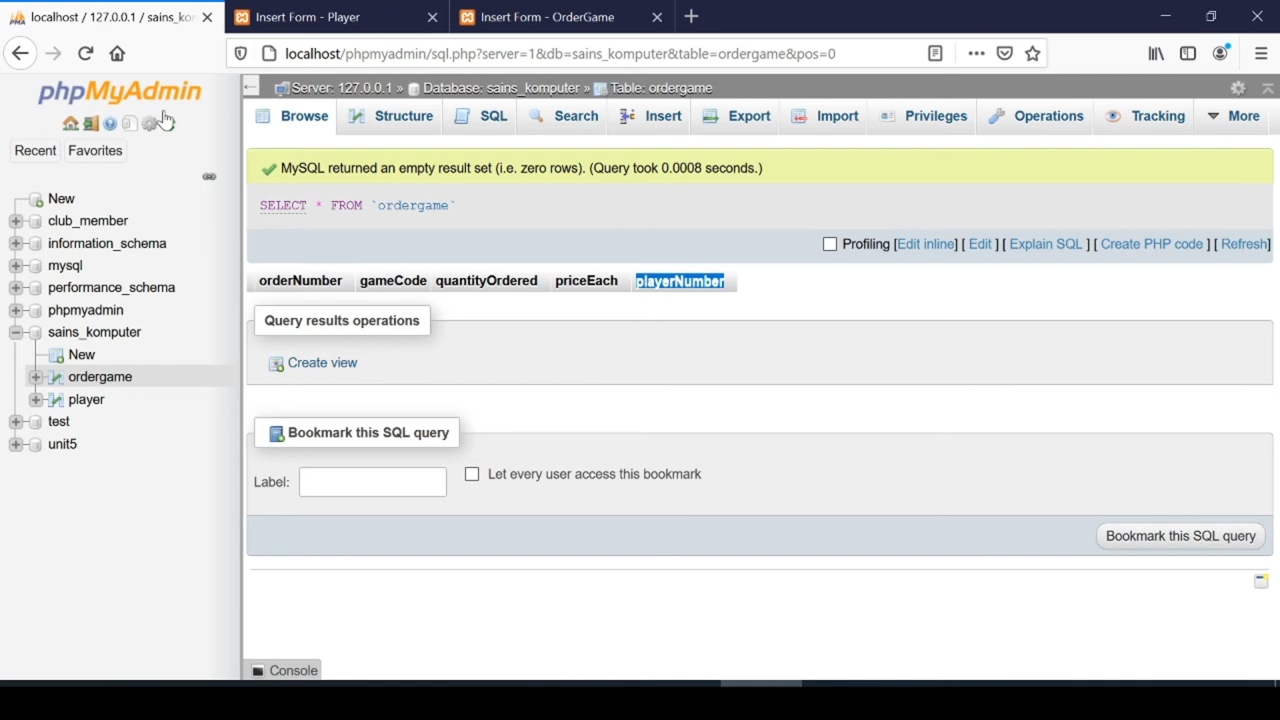 localhost / 127.0.0.1 / sains_kor
Insert Form - Player
Insert Form - OrderGame
localhost/phpmyadmin/sql.php?server=1&db=sains_komputer&table=ordergame&pos=0
phpMyAdmin
Recent
Favorites
New
club_member
information_schema
mysql
performance_schema
phpmyadmin
sains_komputer
New
ordergame
player
test
unit5
Server: 127.0.0.1 » Database: sains_komputer » Table: ordergame
Browse Structure SQL Search Insert Export Import Privileges Operations Tracking More
MySQL returned an empty result set (i.e. zero rows). (Query took 0.0008 seconds.)
SELECT * FROM `ordergame`
Profiling [Edit inline] [ Edit ] [ Explain SQL ] [ Create PHP code ] [ Refresh]
orderNumber gameCode quantityOrdered priceEach playerNumber
Query results operations
Create view
Bookmark this SQL query
Label:
Let every user access this bookmark
Bookmark this SQL query
Console